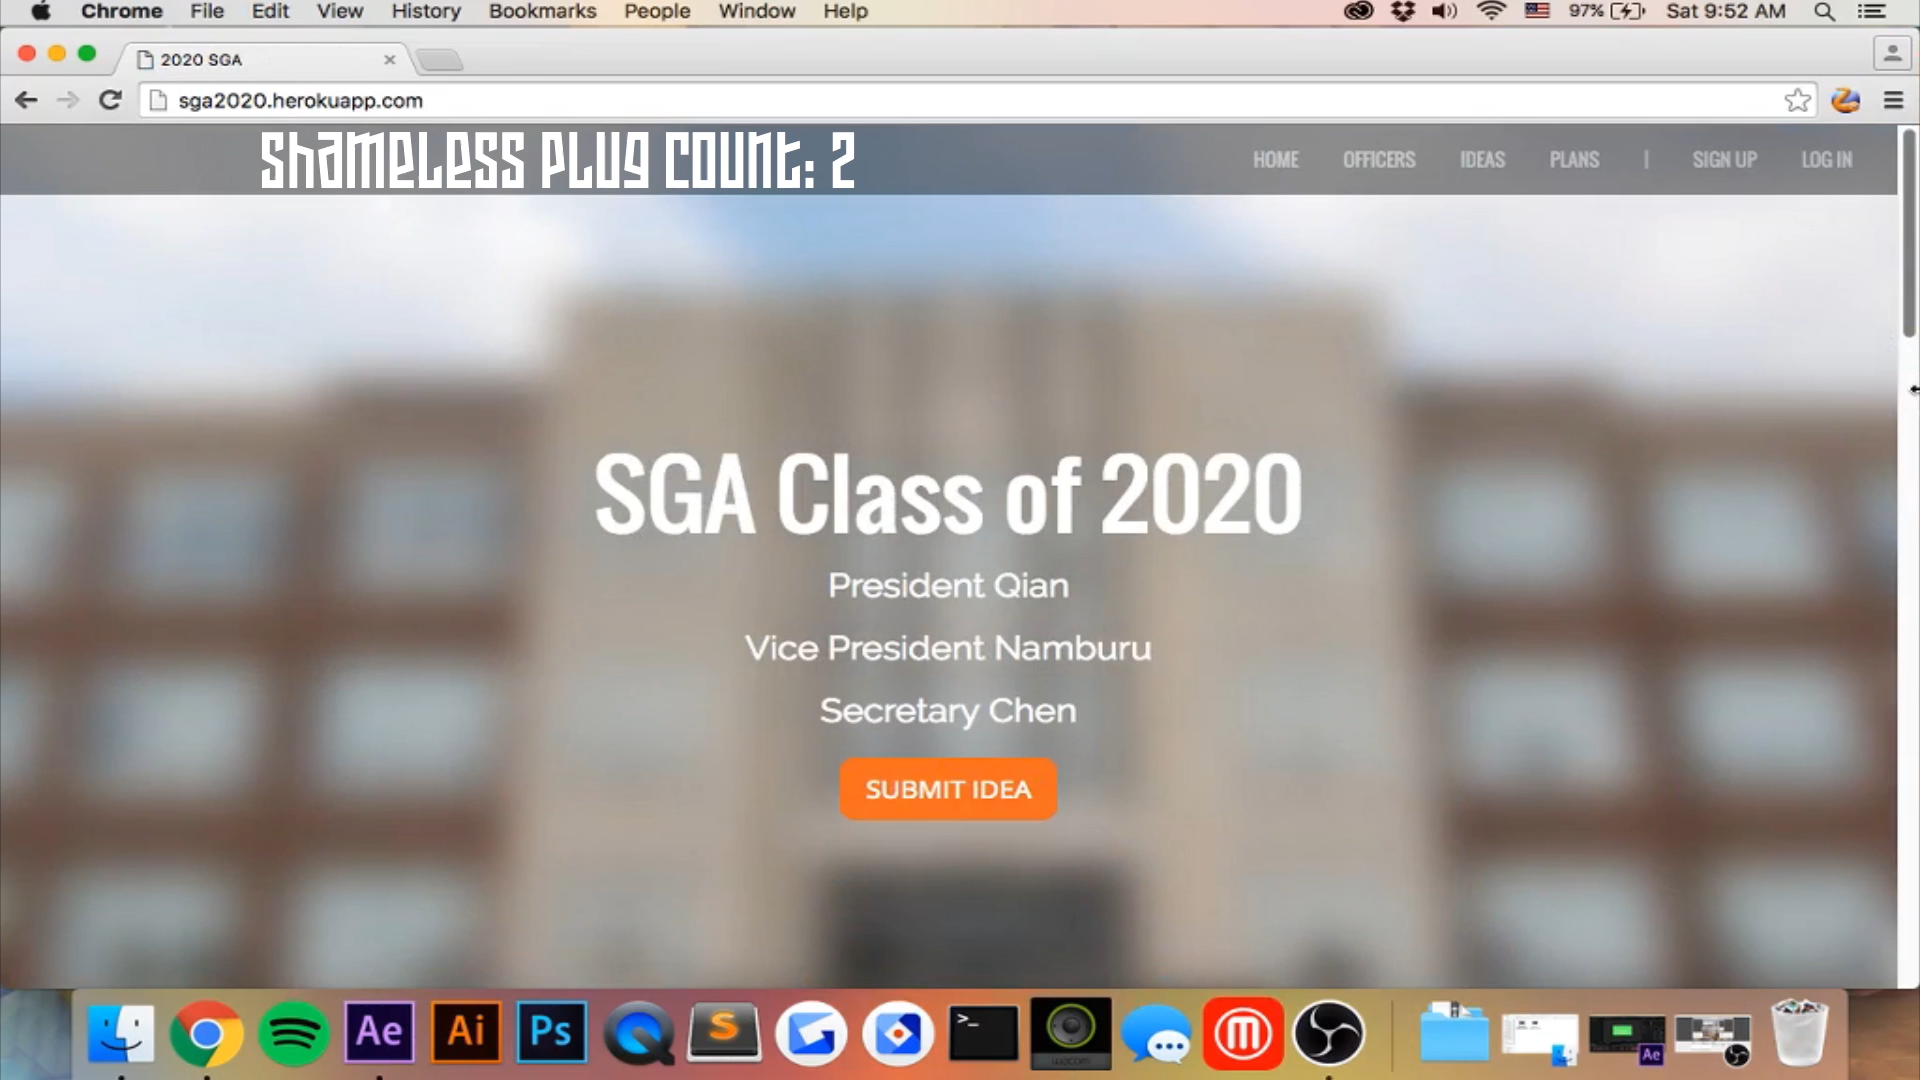 Chrome File Edit View History Bookmarks People Window Help 97% Sat 9:52 AM
2020 SGA
sga2020.herokuapp.com
Shameless Plug Count: 2
HOME OFFICERS IDEAS PLANS | SIGN UP LOG IN
SGA Class of 2020
President Qian
Vice President Namburu
Secretary Chen
SUBMIT IDEA
Ae Ai Ps S >_ wacom Ae